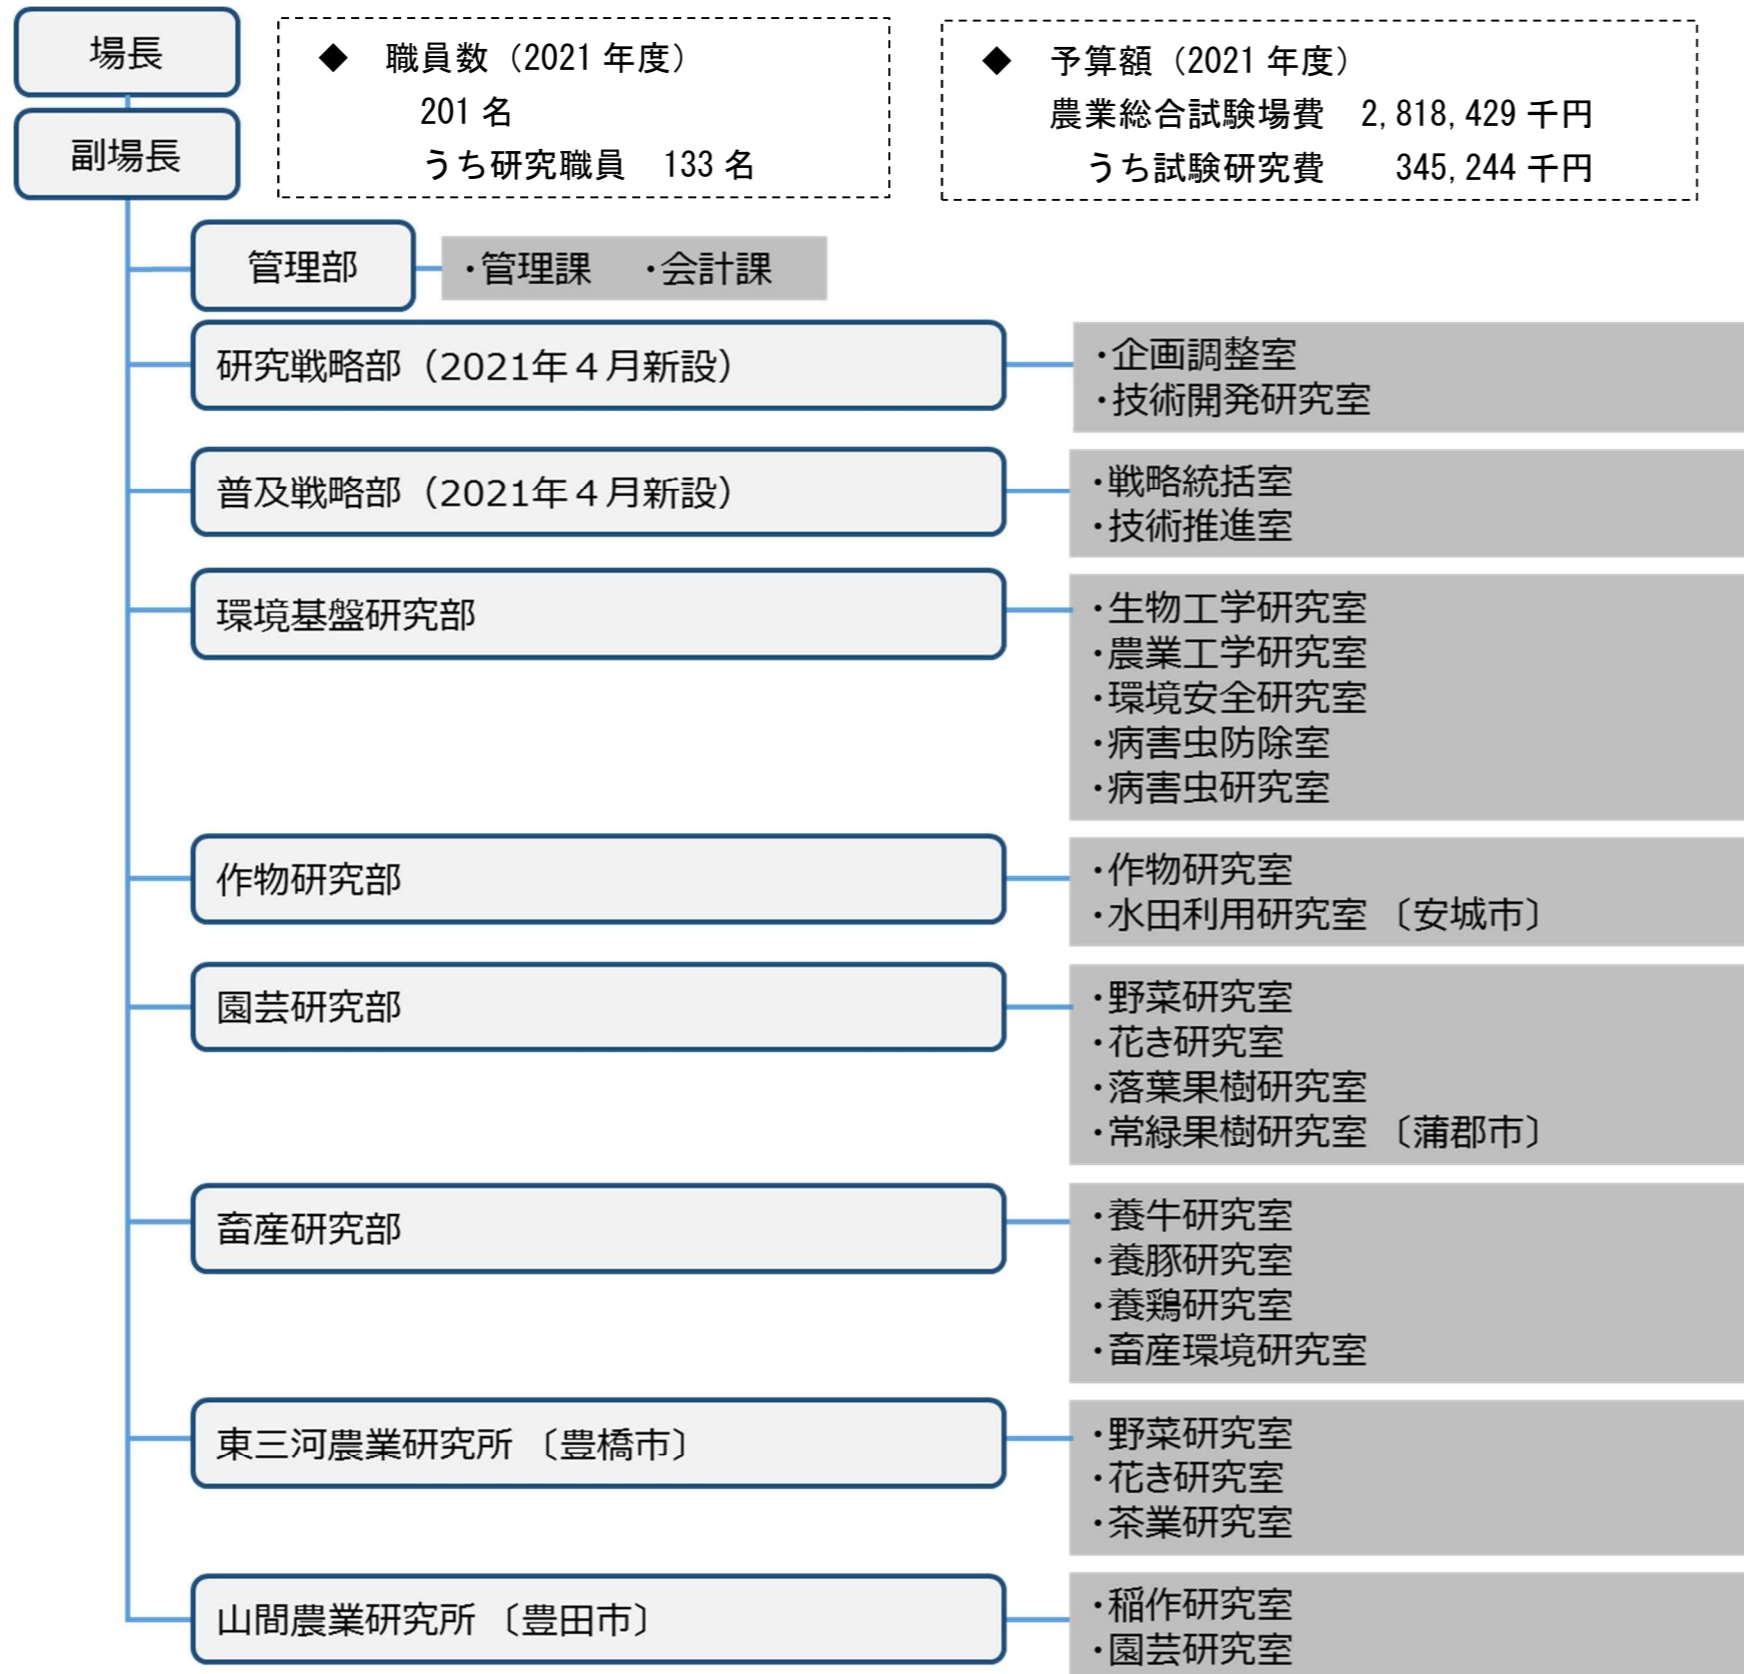 場長
副場長
◆ 職員数（2021 年度）
201 名
うち研究職員 133 名
◆ 予算額（2021 年度）
農業総合試験場費 2,818,429 千円
うち試験研究費 345,244 千円
管理部
・管理課 ・会計課
研究戦略部（2021年４月新設）
・企画調整室
・技術開発研究室
普及戦略部（2021年４月新設）
・戦略統括室
・技術推進室
環境基盤研究部
・生物工学研究室
・農業工学研究室
・環境安全研究室
・病害虫防除室
・病害虫研究室
作物研究部
・作物研究室
・水田利用研究室 〔安城市〕
園芸研究部
・野菜研究室
・花き研究室
・落葉果樹研究室
・常緑果樹研究室 〔蒲郡市〕
畜産研究部
・養牛研究室
・養豚研究室
・養鶏研究室
・畜産環境研究室
東三河農業研究所 〔豊橋市〕
・野菜研究室
・花き研究室
・茶業研究室
山間農業研究所 〔豊田市〕
・稲作研究室
・園芸研究室